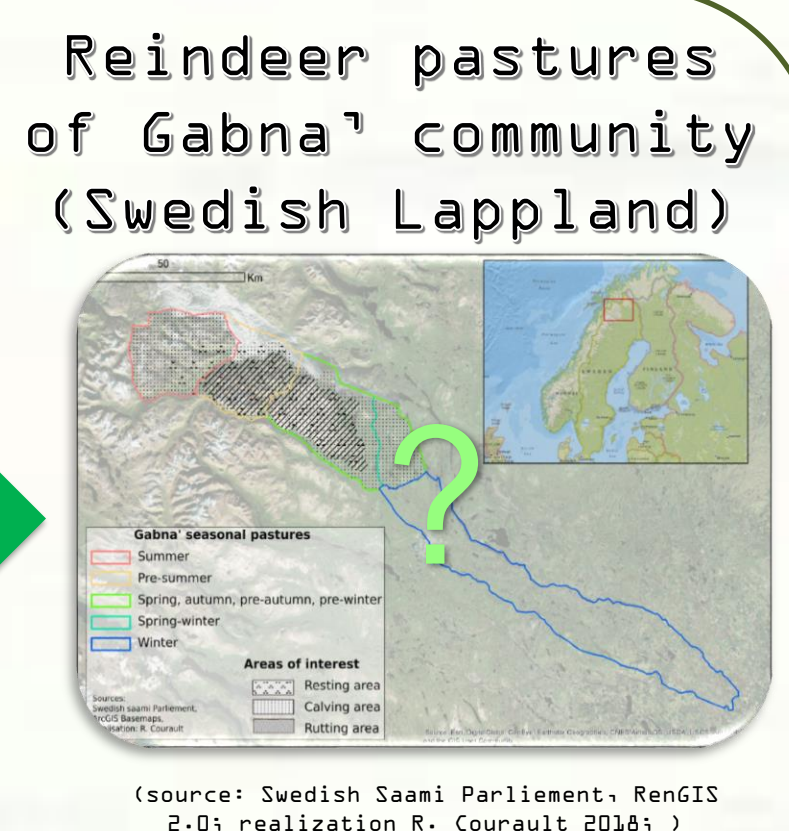 Reindeer pastures
of Gabna' community
(Swedish Lappland)
50
Km
SWEDEN
FINLAND
?
Gabna' seasonal pastures
Summer
Pre-summer
Spring, autumn, pre-autumn, pre-winter
Spring-winter
Winter
Areas of interest
Resting area
Calving area
Rutting area
Sources:
Swedish saami Parliement,
ArcGIS Basemaps,
R. Courault
(source: Swedish Saami Parliement, RenGIS
2.0; realization R. Courault 2018; )